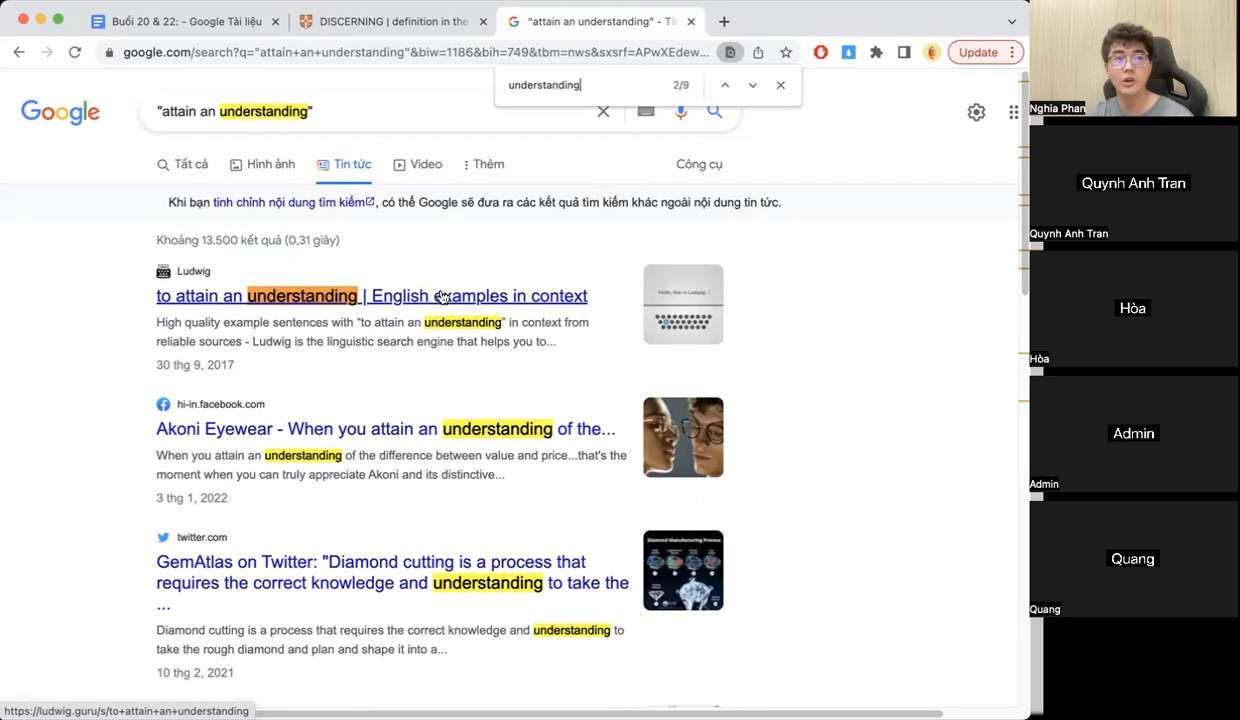 Buổi 20 & 22: - Google Tài liệu
DISCERNING | definition in the
"attain an understanding" - Tin
google.com/search?q="attain+an+understanding"&biw=1186&bih=749&tbm=nws&sxsrf=APwXEdew...
Update
understanding
2/9
Google
"attain an understanding"
Tất cả
Hình ảnh
Tin tức
Video
Thêm
Công cụ
Khi bạn tinh chỉnh nội dung tìm kiếm, có thể Google sẽ đưa ra các kết quả tìm kiếm khác ngoài nội dung tin tức.
Khoảng 13.500 kết quả (0,31 giây)
Ludwig
to attain an understanding | English examples in context
High quality example sentences with “to attain an understanding” in context from
reliable sources - Ludwig is the linguistic search engine that helps you to...
30 thg 9, 2017
Hello, this is Ludwig. :)
hi-in.facebook.com
Akoni Eyewear - When you attain an understanding of the...
When you attain an understanding of the difference between value and price...that's the
moment when you can truly appreciate Akoni and its distinctive...
3 thg 1, 2022
twitter.com
GemAtlas on Twitter: "Diamond cutting is a process that
requires the correct knowledge and understanding to take the
...
Diamond cutting is a process that requires the correct knowledge and understanding to
take the rough diamond and plan and shape it into a...
10 thg 2, 2021
Diamond Manufacturing Process
https://ludwig.guru/s/to+attain+an+understanding
Nghia Phan
Quynh Anh Tran
Quynh Anh Tran
Hòa
Hòa
Admin
Admin
Quang
Quang